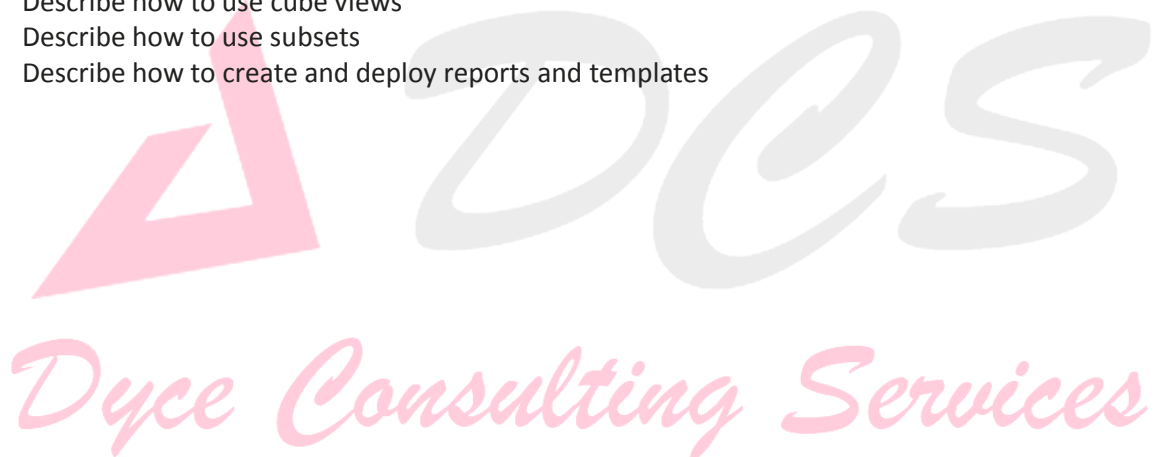 Describe how to use cube views
Describe how to use subsets
Describe how to create and deploy reports and templates
DCS
Dyce Consulting Services